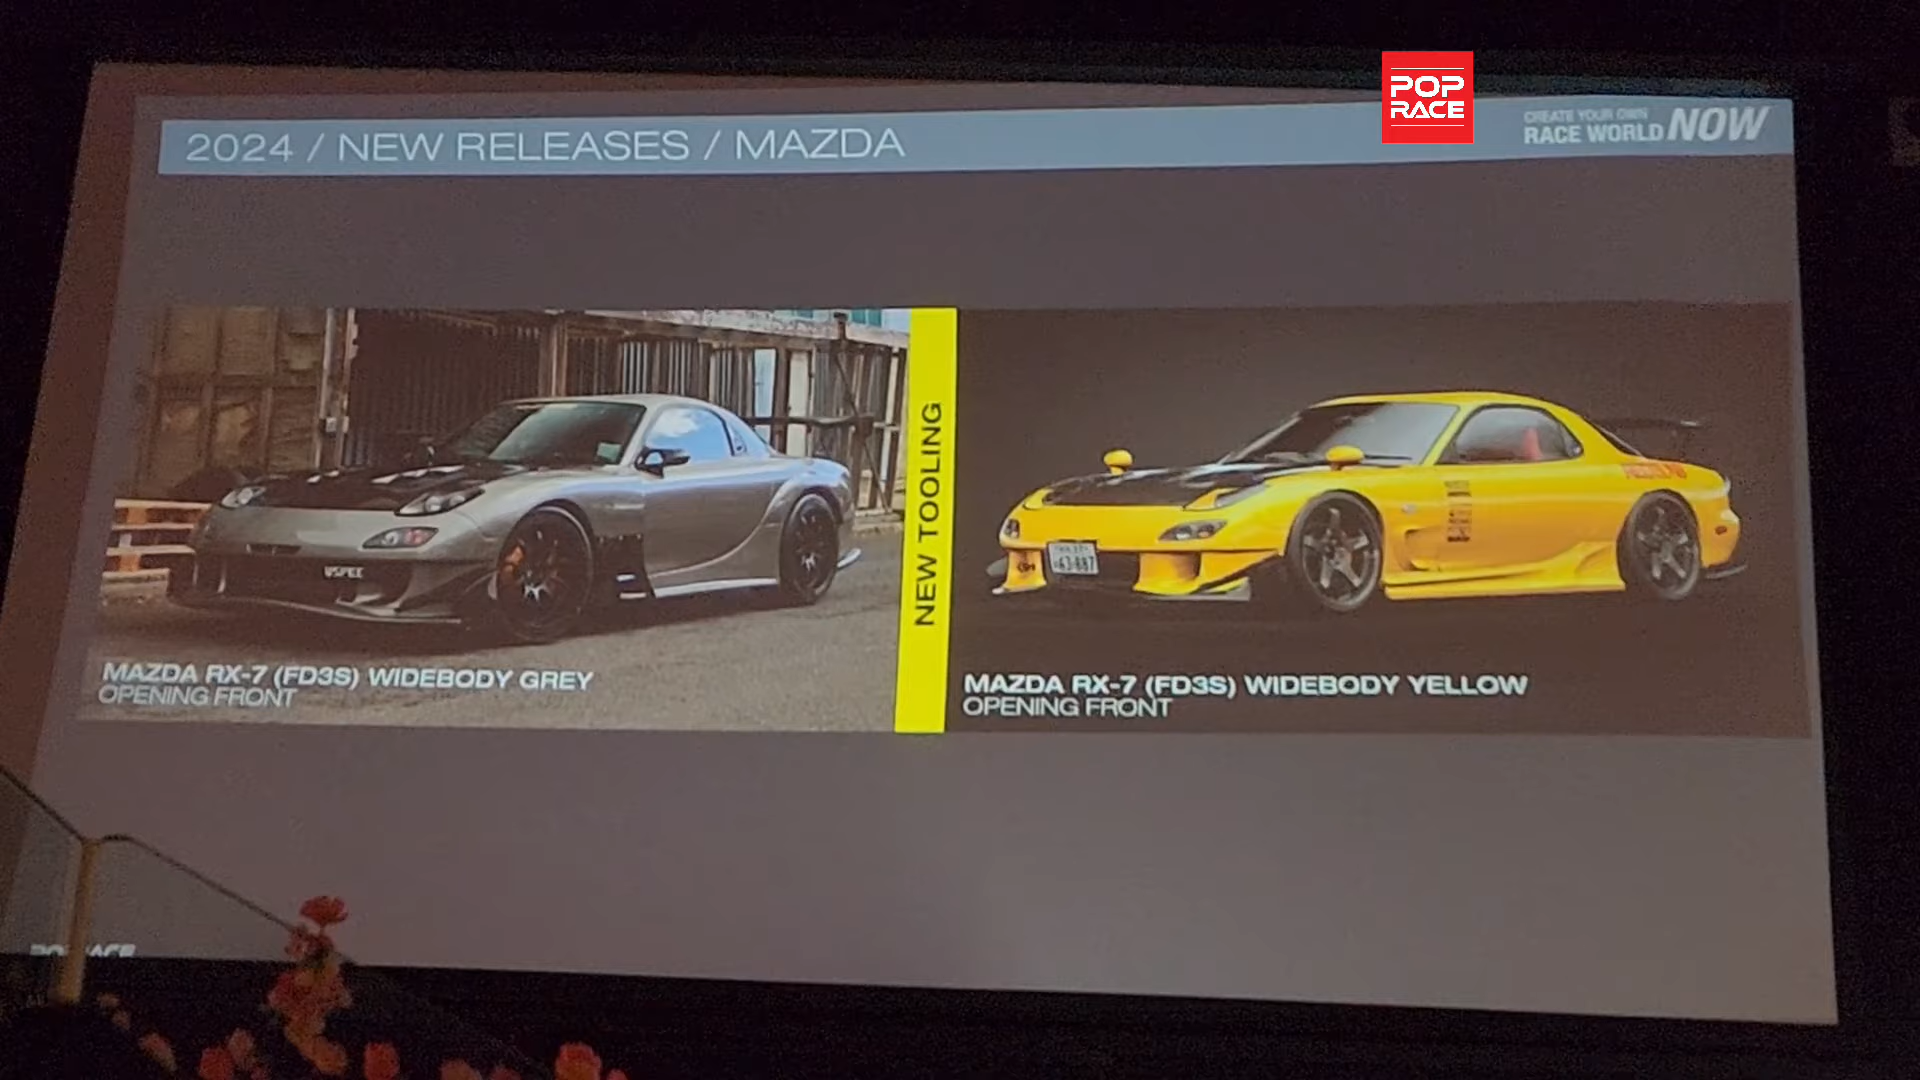 POP
RACE
2024 / NEW RELEASES / MAZDA
CREATE YOUR OWN
RACE WORLD NOW
USPEE
NEW TOOLING
MAZDA RX-7 (FD3S) WIDEBODY GREY
OPENING FRONT
MAZDA RX-7 (FD3S) WIDEBODY YELLOW
OPENING FRONT